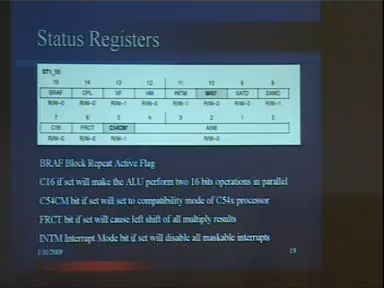 Status Registers
ST1_55
15 14 13 12 11 10 9 8
BRAF CPL XF HM INTM M40 SATD SXMD
R/W-0 R/W-0 R/W-1 R/W-0 R/W-1 R/W-0 R/W-0 R/W-1
7 6 5 4 3 2 1 0
C16 FRCT C54CM ASM
R/W-0 R/W-0 R/W-1 R/W-0
BRAF Block Repeat Active Flag
C16 if set will make the ALU perform two 16 bits operations in parallel
C54CM bit if set will set to compatibility mode of C54x processor
FRCT bit if set will cause left shift of all multiply results
INTM Interrupt Mode bit if set will disable all maskable interrupts
1/31/2009 19